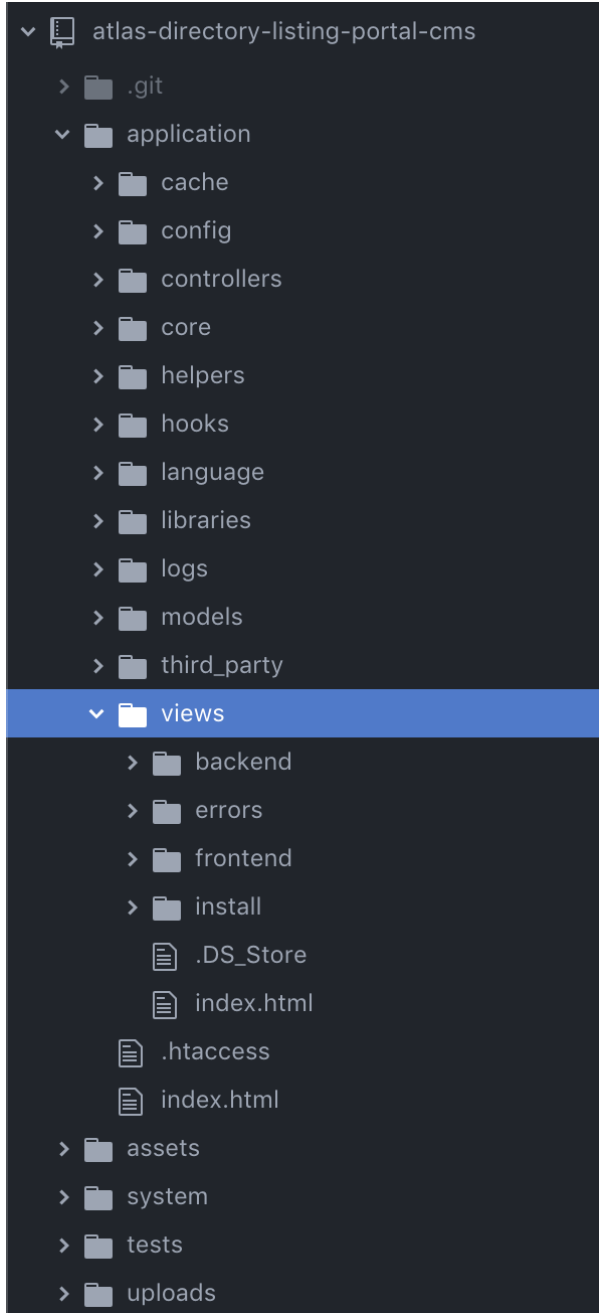 atlas-directory-listing-portal-cms
.git
application
cache
config
controllers
core
helpers
hooks
language
libraries
logs
models
third_party
views
backend
errors
frontend
install
.DS_Store
index.html
.htaccess
index.html
assets
system
tests
uploads